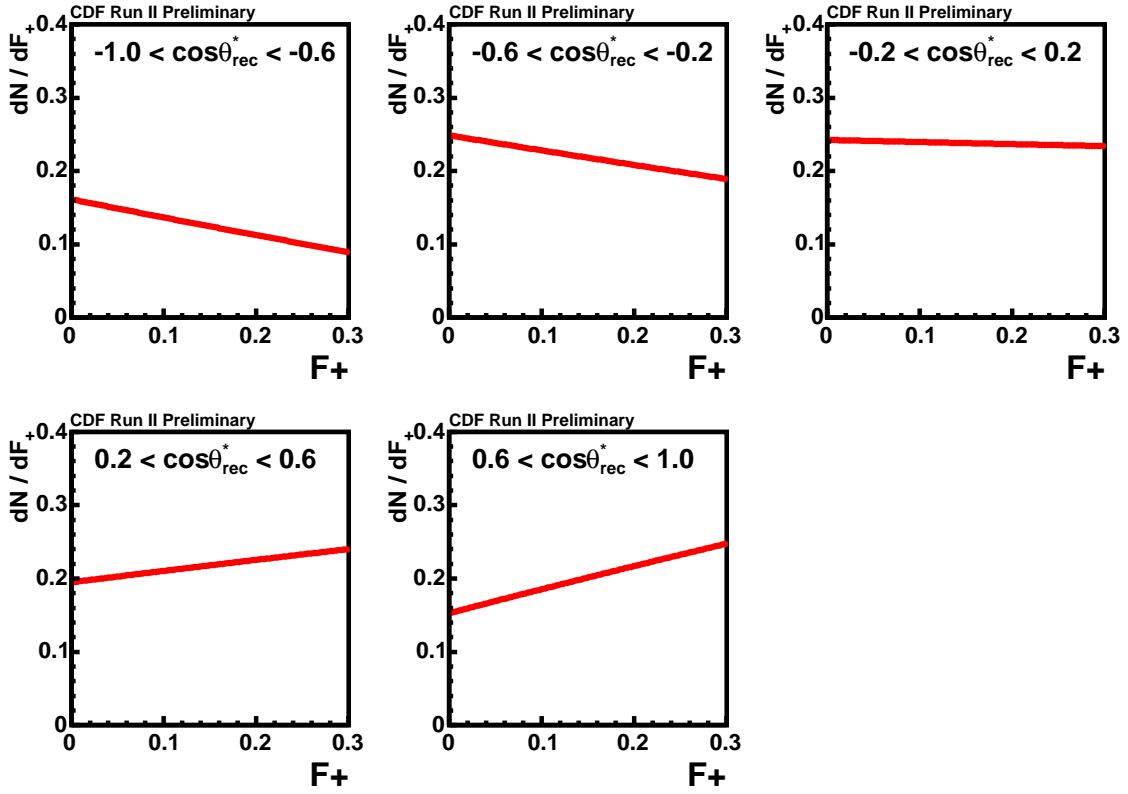 CDF Run II Preliminary
dN / dF+
-1.0 < cosθ*rec < -0.6
0.4
0.3
0.2
0.1
0
0 0.1 0.2 0.3
F+
CDF Run II Preliminary
dN / dF+
-0.6 < cosθ*rec < -0.2
0.4
0.3
0.2
0.1
0
0 0.1 0.2 0.3
F+
CDF Run II Preliminary
dN / dF+
-0.2 < cosθ*rec < 0.2
0.4
0.3
0.2
0.1
0
0 0.1 0.2 0.3
F+
CDF Run II Preliminary
dN / dF+
0.2 < cosθ*rec < 0.6
0.4
0.3
0.2
0.1
0
0 0.1 0.2 0.3
F+
CDF Run II Preliminary
dN / dF+
0.6 < cosθ*rec < 1.0
0.4
0.3
0.2
0.1
0
0 0.1 0.2 0.3
F+